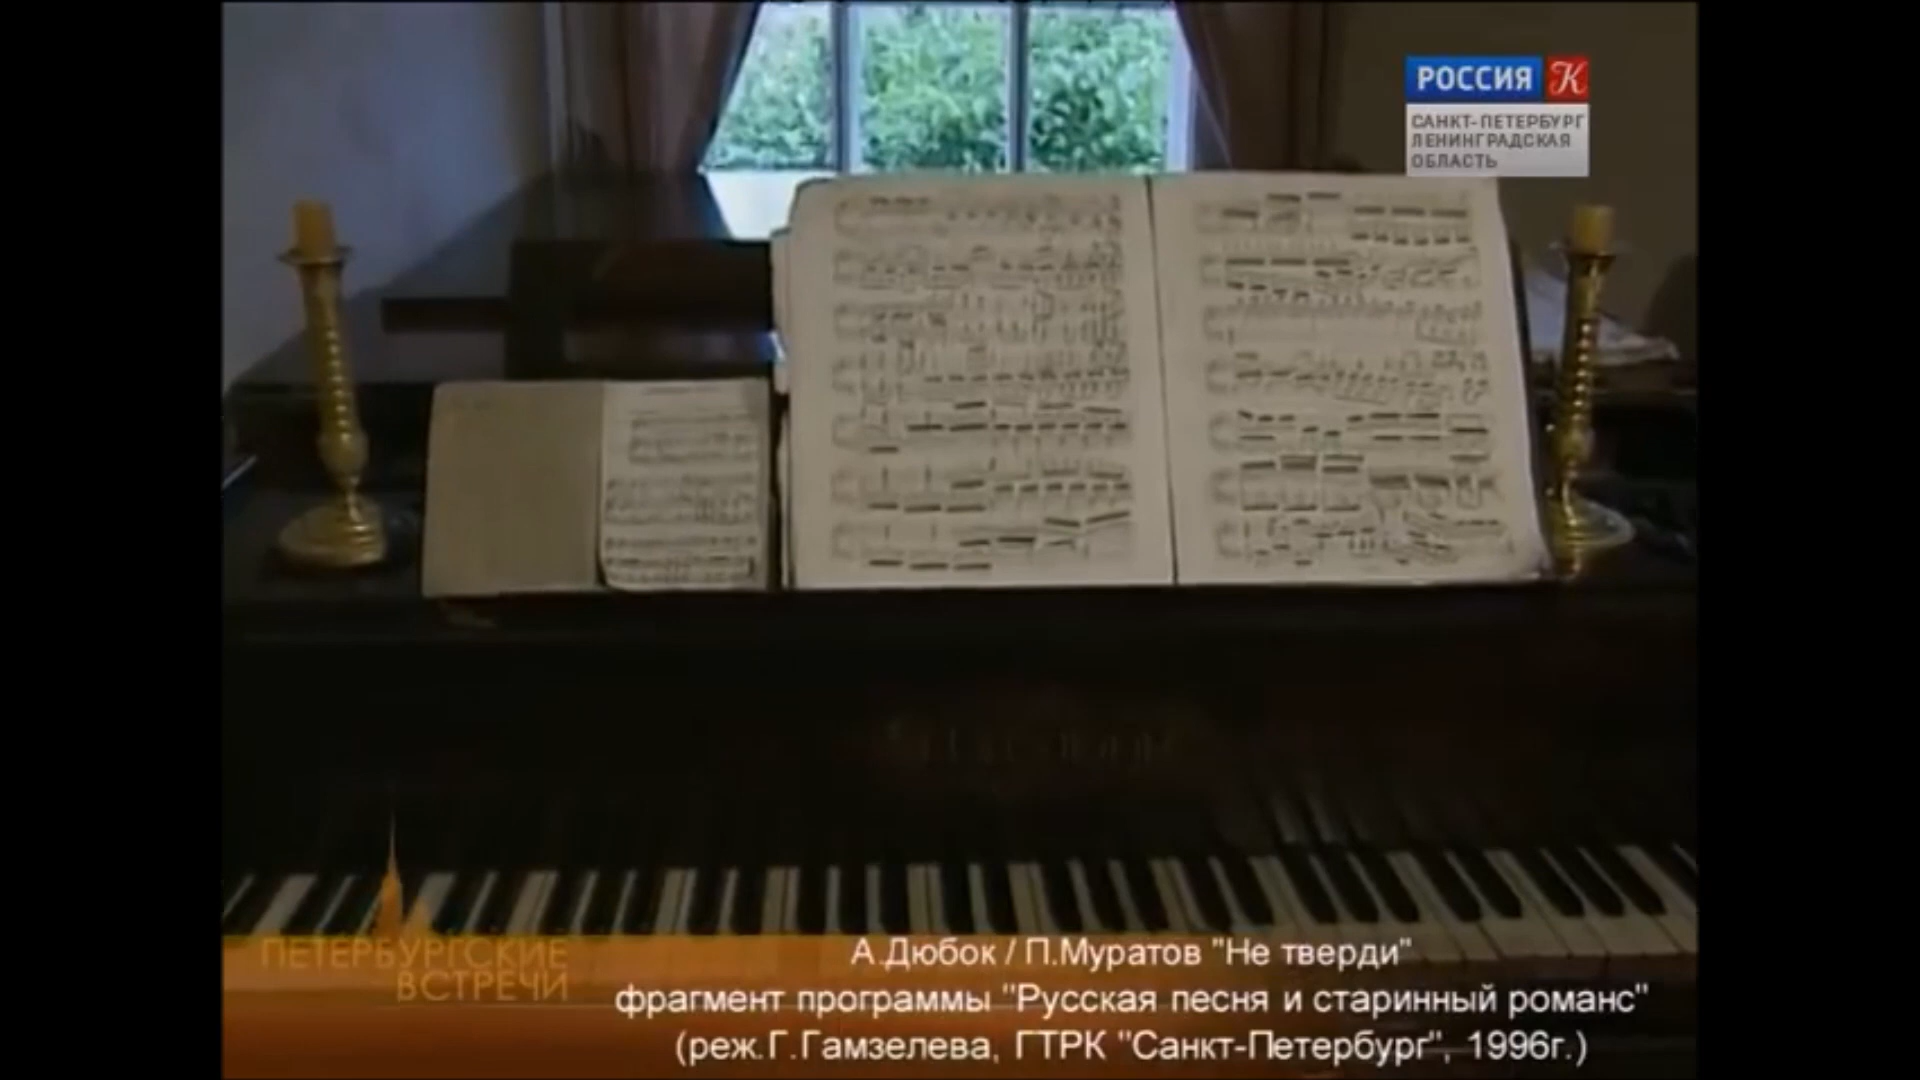 РОССИЯ К
САНКТ-ПЕТЕРБУРГ
ЛЕНИНГРАДСКАЯ
ОБЛАСТЬ
ПЕТЕРБУРГСКИЕ
ВСТРЕЧИ
А.Дюбок / П.Муратов "Не тверди"
фрагмент программы "Русская песня и старинный романс"
(реж.Г.Гамзелева, ГТРК "Санкт-Петербург", 1996г.)